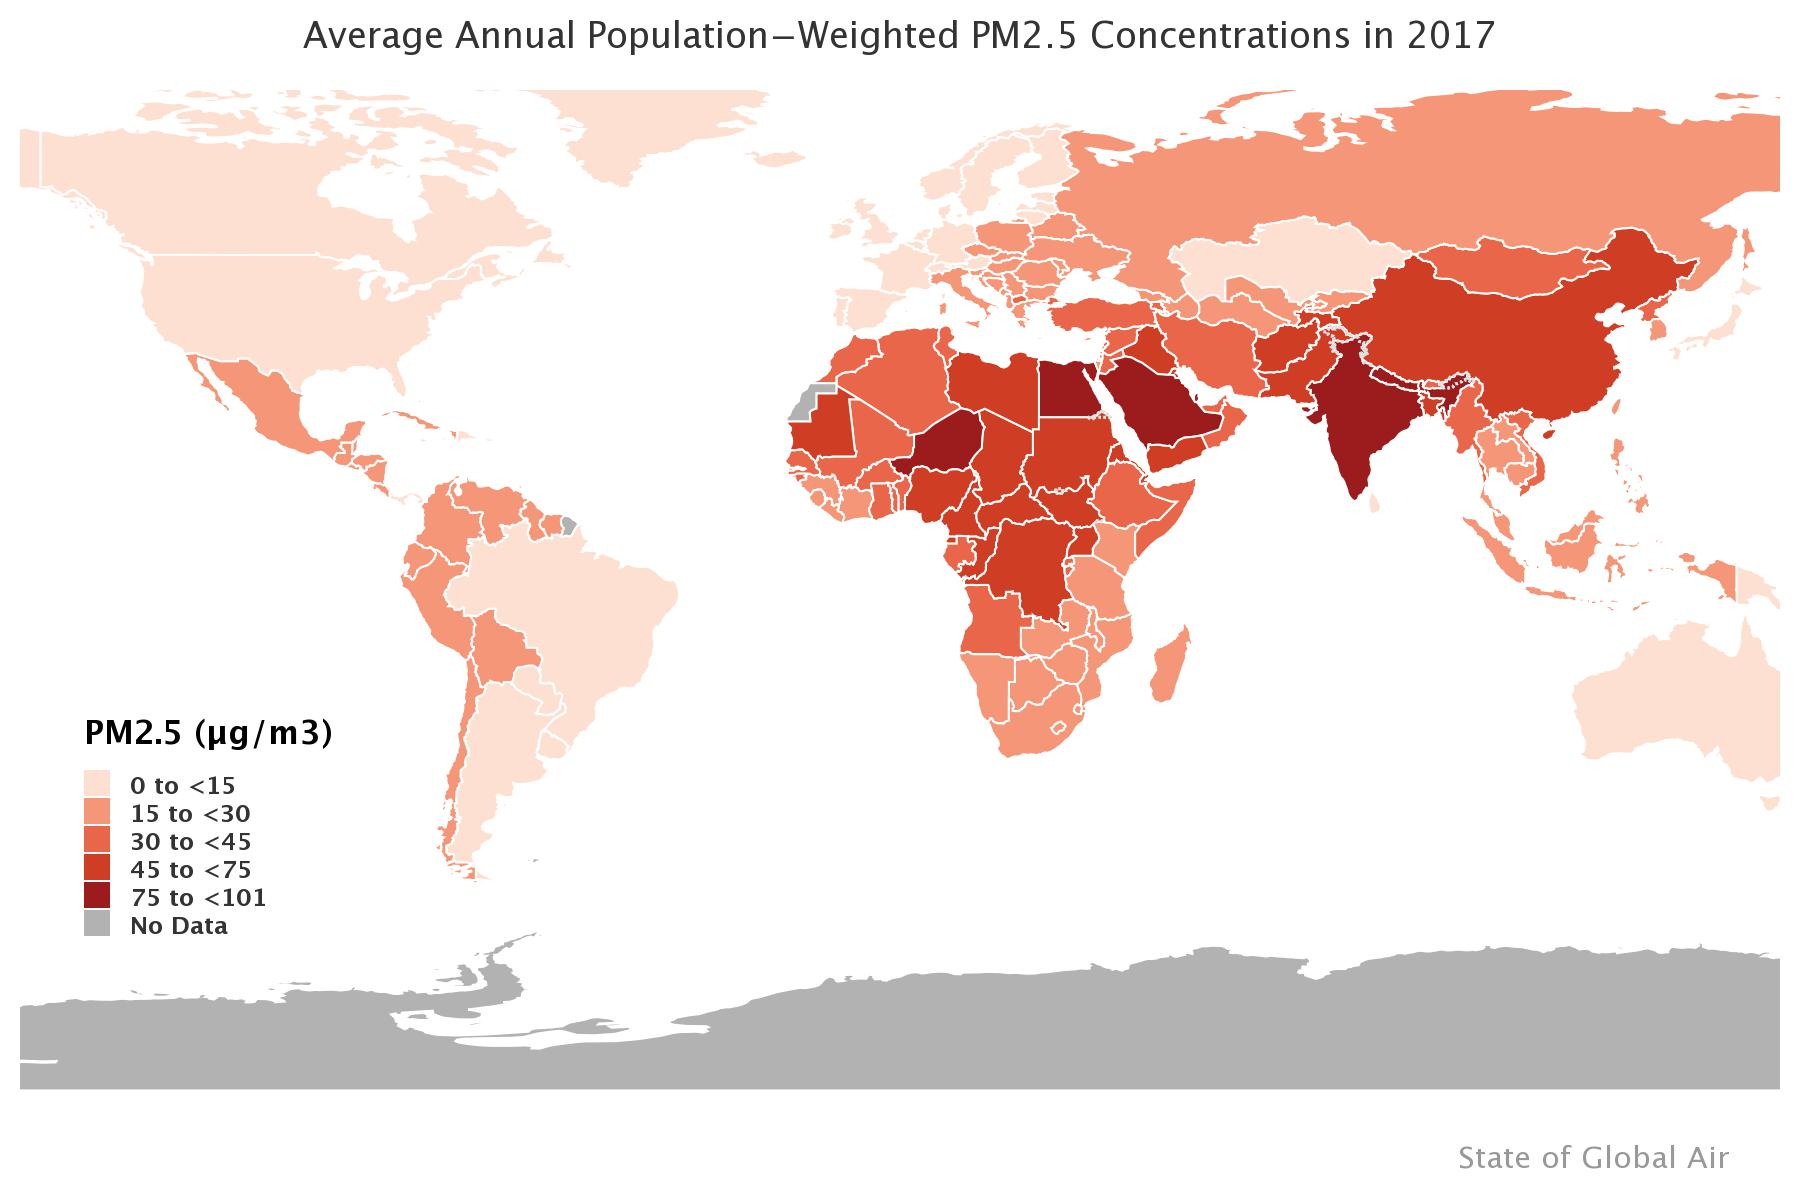 Average Annual Population−Weighted PM2.5 Concentrations in 2017
PM2.5 (µg/m3)
0 to <15
15 to <30
30 to <45
45 to <75
75 to <101
No Data
State of Global Air